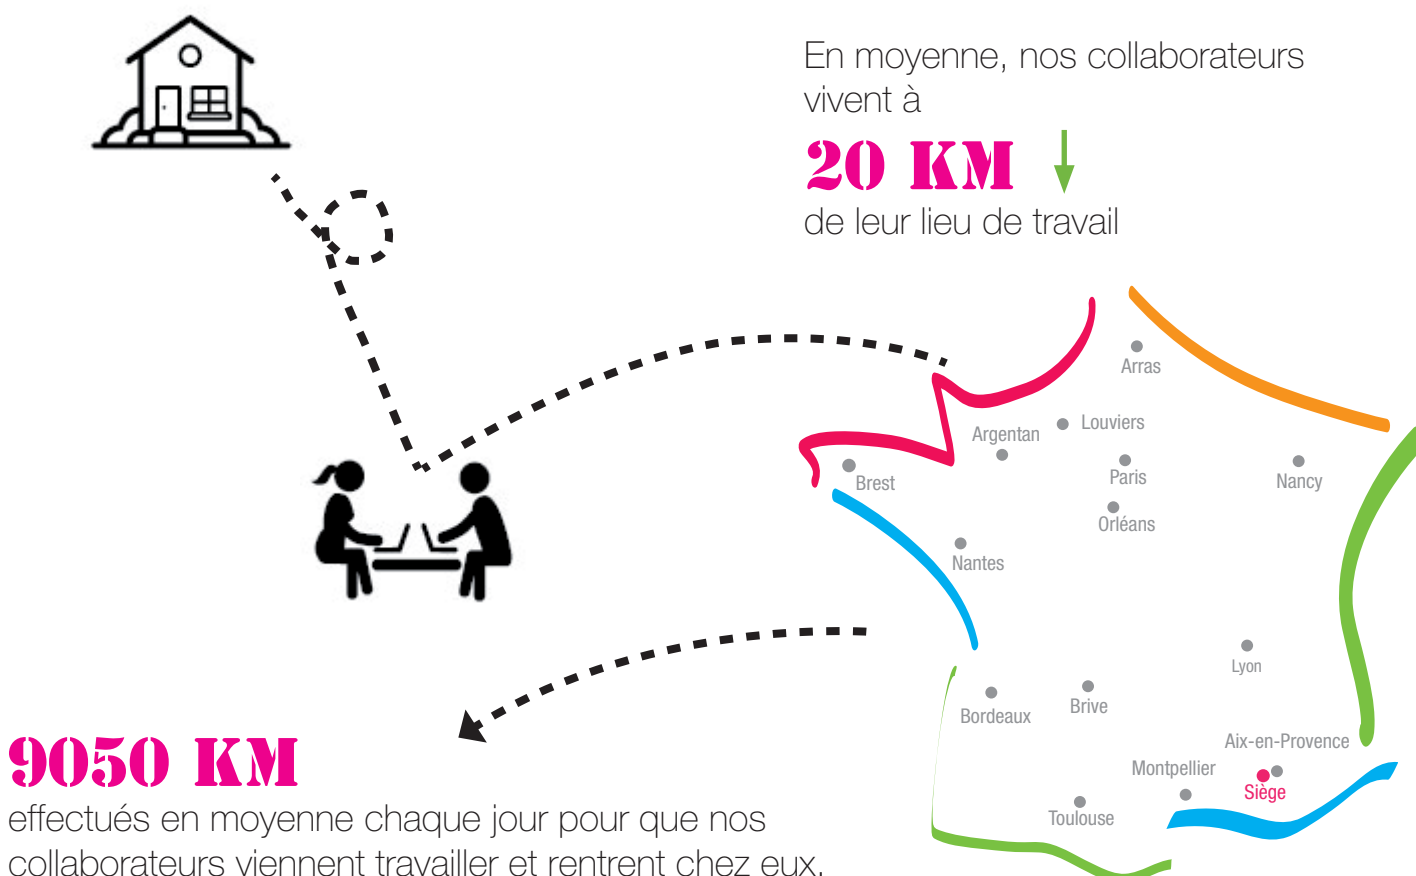 En moyenne, nos collaborateurs
vivent à
20 KM
de leur lieu de travail
Arras
Louviers
Argentan
Paris
Nancy
Brest
Orléans
Nantes
Lyon
Brive
Bordeaux
Aix-en-Provence
Montpellier
Siège
Toulouse
9050 KM
effectués en moyenne chaque jour pour que nos
collaborateurs viennent travailler et rentrent chez eux.